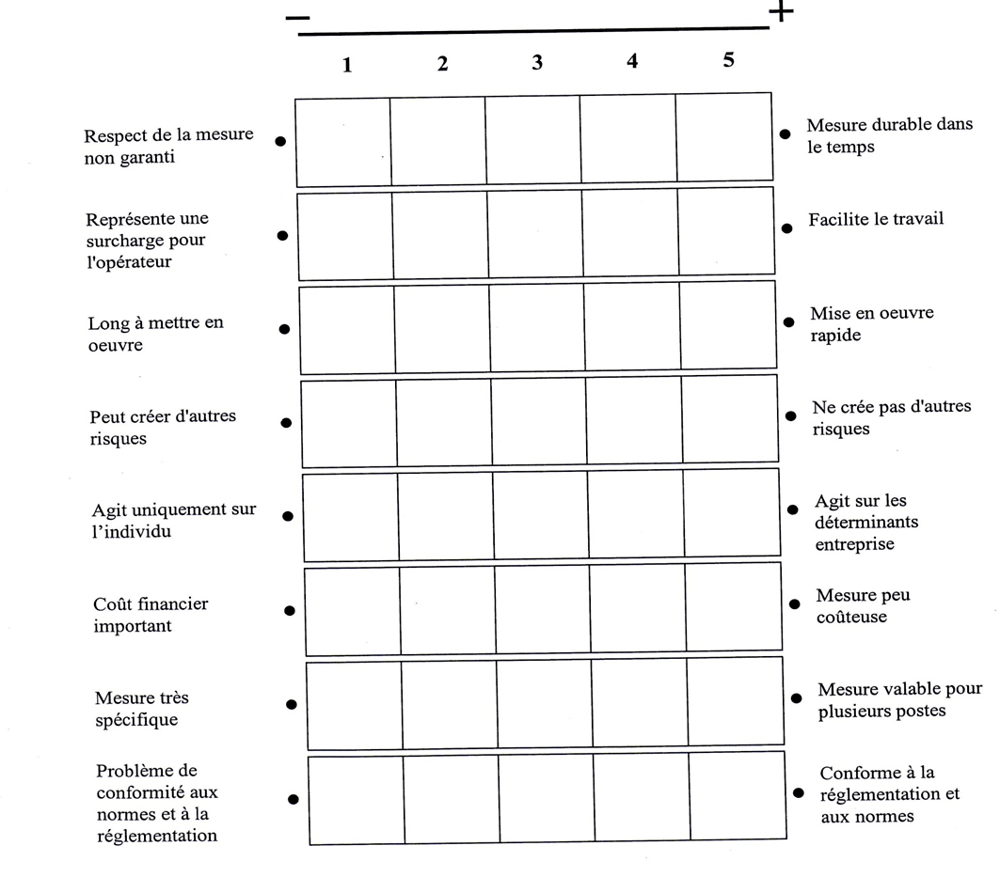 − +
1 2 3 4 5
Respect de la mesure
non garanti
Mesure durable dans
le temps
Représente une
surcharge pour
l'opérateur
Facilite le travail
Long à mettre en
oeuvre
Mise en oeuvre
rapide
Peut créer d'autres
risques
Ne crée pas d'autres
risques
Agit uniquement sur
l’individu
Agit sur les
déterminants
entreprise
Coût financier
important
Mesure peu
coûteuse
Mesure très
spécifique
Mesure valable pour
plusieurs postes
Problème de
conformité aux
normes et à la
réglementation
Conforme à la
réglementation et
aux normes